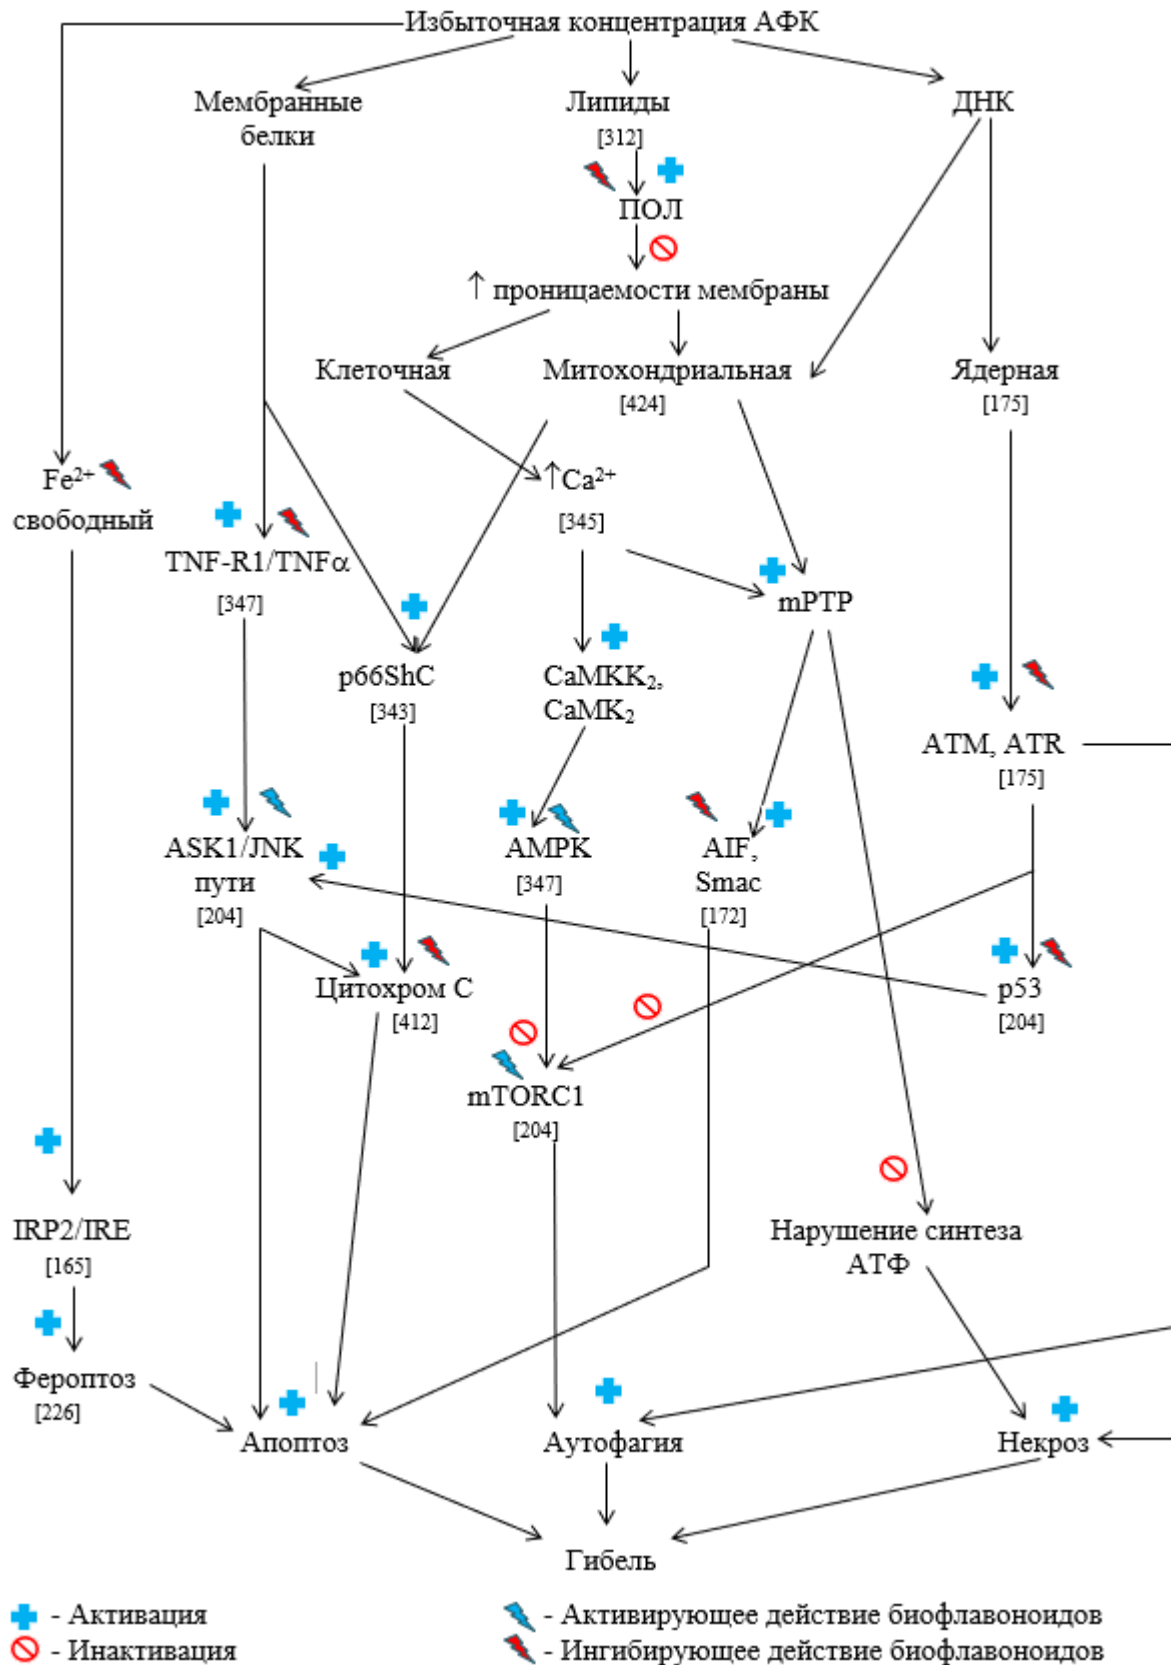 Избыточная концентрация АФК
Мембранные
белки
Липиды
[312]
ДНК
ПОЛ
↑ проницаемости мембраны
Клеточная
Митохондриальная
[424]
Ядерная
[175]
Fe²⁺
свободный
↑Ca²⁺
[345]
TNF-R1/TNFα
[347]
mPTP
p66ShC
[343]
CaMKK₂,
CaMK₂
ATM, ATR
[175]
ASK1/JNK
пути
[204]
AMPK
[347]
AIF,
Smac
[172]
Цитохром С
[412]
p53
[204]
mTORC1
[204]
IRP2/IRE
[165]
Нарушение синтеза
АТФ
Фероптоз
[226]
Апоптоз
Аутофагия
Некроз
Гибель
- Активация
- Инактивация
- Активирующее действие биофлавоноидов
- Ингибирующее действие биофлавоноидов